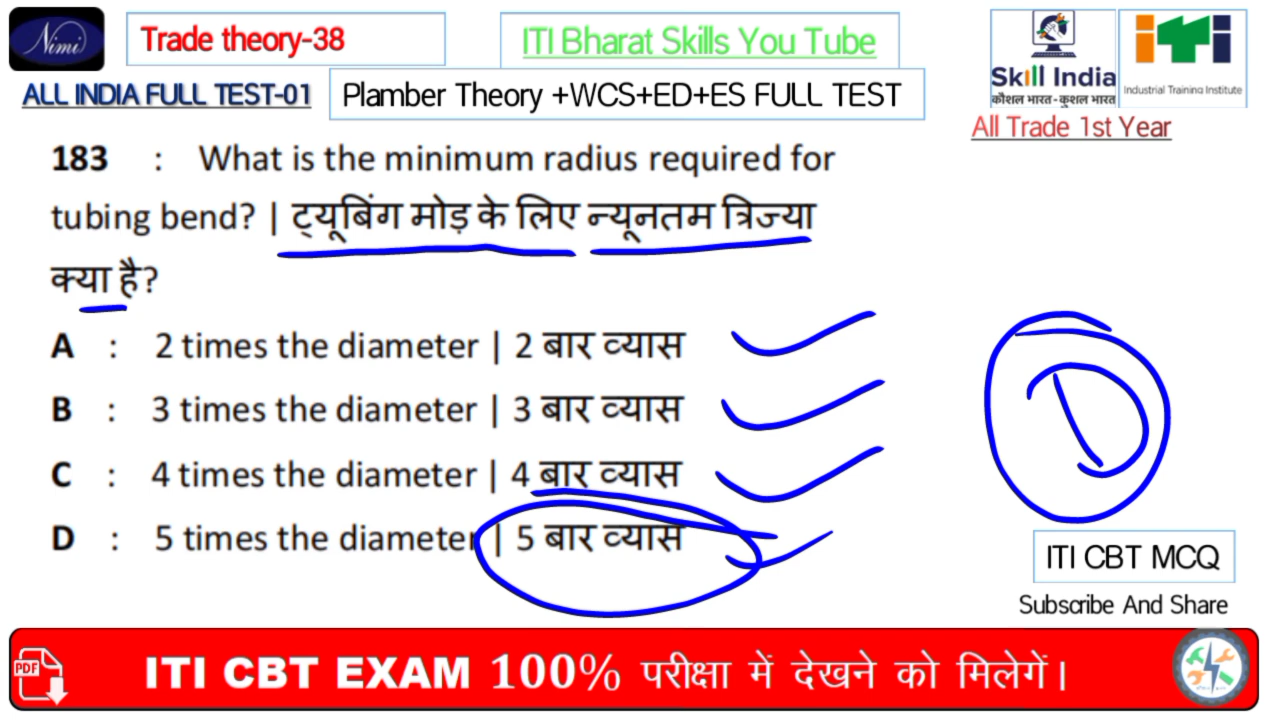 Nimi
Trade theory-38
ITI Bharat Skills You Tube
Skill India
कौशल भारत-कुशल भारत
iTi
Industrial Training Institute
ALL INDIA FULL TEST-01
Plamber Theory +WCS+ED+ES FULL TEST
All Trade 1st Year
183 : What is the minimum radius required for
tubing bend? | ट्यूबिंग मोड़ के लिए न्यूनतम त्रिज्या
क्या है?
A : 2 times the diameter | 2 बार व्यास
B : 3 times the diameter | 3 बार व्यास
C : 4 times the diameter | 4 बार व्यास
D : 5 times the diameter | 5 बार व्यास
D
ITI CBT MCQ
Subscribe And Share
PDF
ITI CBT EXAM 100% परीक्षा में देखने को मिलेगें।